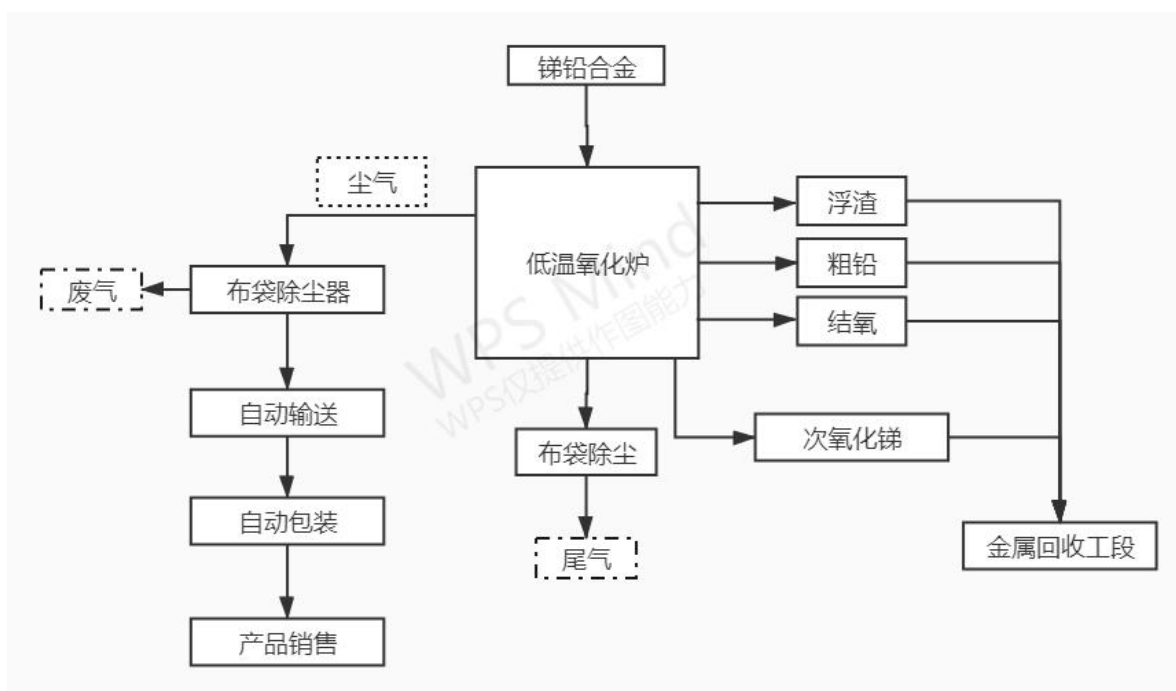 锑铅合金
尘气
低温氧化炉
浮渣
粗铅
结氧
废气
布袋除尘器
自动输送
次氧化锑
布袋除尘
自动包装
尾气
金属回收工段
产品销售
WPS Mind
WPS仅提供作图能力